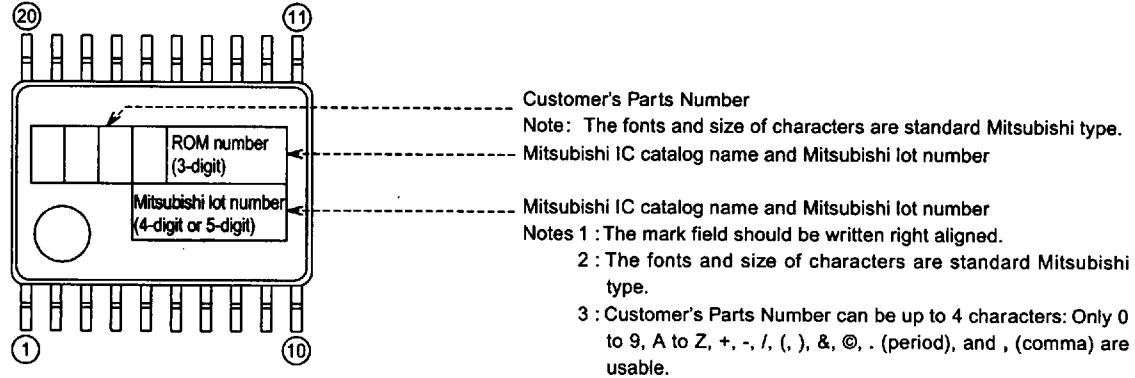 20 11
Customer's Parts Number
Note: The fonts and size of characters are standard Mitsubishi type.
ROM number
(3-digit)
Mitsubishi IC catalog name and Mitsubishi lot number
Mitsubishi lot number
(4-digit or 5-digit)
Mitsubishi IC catalog name and Mitsubishi lot number
Notes 1 : The mark field should be written right aligned.
2 : The fonts and size of characters are standard Mitsubishi
type.
3 : Customer's Parts Number can be up to 4 characters: Only 0
to 9, A to Z, +, -, /, (, ), &, ©, . (period), and , (comma) are
usable.
1 10